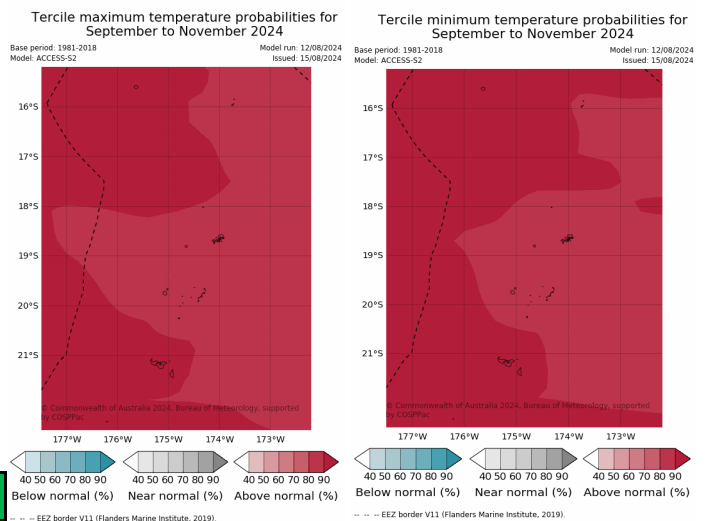 Tercile maximum temperature probabilities for
September to November 2024
Base period: 1981-2018
Model: ACCESS-S2
Model run: 12/08/2024
Issued: 15/08/2024
16°S
17°S
18°S
19°S
20°S
21°S
© Commonwealth of Australia 2024, Bureau of Meteorology, supported
by COSPPac
177°W 176°W 175°W 174°W 173°W
40 50 60 70 80 90
Below normal (%)
40 50 60 70 80 90
Near normal (%)
40 50 60 70 80 90
Above normal (%)
-- -- -- EEZ border V11 (Flanders Marine Institute, 2019).
Tercile minimum temperature probabilities for
September to November 2024
Base period: 1981-2018
Model: ACCESS-S2
Model run: 12/08/2024
Issued: 15/08/2024
16°S
17°S
18°S
19°S
20°S
21°S
© Commonwealth of Australia 2024, Bureau of Meteorology, supported
by COSPPac
177°W 176°W 175°W 174°W 173°W
40 50 60 70 80 90
Below normal (%)
40 50 60 70 80 90
Near normal (%)
40 50 60 70 80 90
Above normal (%)
-- -- -- EEZ border V11 (Flanders Marine Institute, 2019).